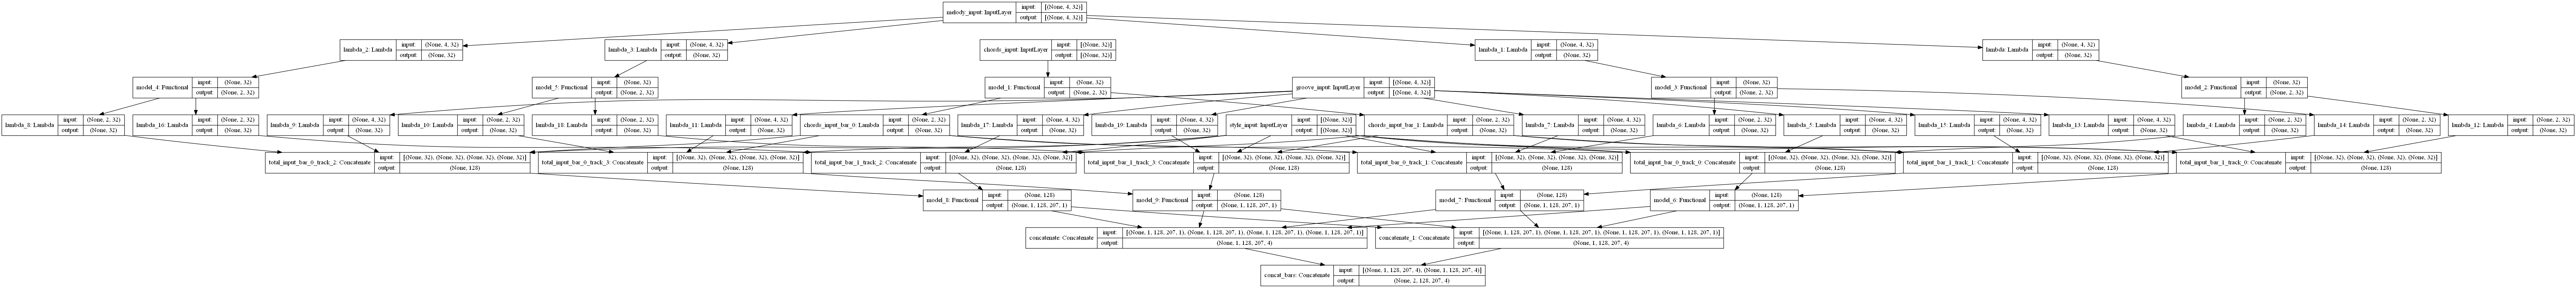 melody_input: InputLayer input: [(None, 4, 32)]
output: [(None, 4, 32)]
lambda_2: Lambda input: (None, 4, 32)
output: (None, 32)
lambda_3: Lambda input: (None, 4, 32)
output: (None, 32)
chords_input: InputLayer input: [(None, 32)]
output: [(None, 32)]
lambda_1: Lambda input: (None, 4, 32)
output: (None, 32)
lambda: Lambda input: (None, 4, 32)
output: (None, 32)
model_4: Functional input: (None, 32)
output: (None, 2, 32)
model_5: Functional input: (None, 32)
output: (None, 2, 32)
model_1: Functional input: (None, 32)
output: (None, 2, 32)
groove_input: InputLayer input: [(None, 4, 32)]
output: [(None, 4, 32)]
model_3: Functional input: (None, 32)
output: (None, 2, 32)
model_2: Functional input: (None, 32)
output: (None, 2, 32)
lambda_8: Lambda input: (None, 2, 32)
output: (None, 32)
lambda_16: Lambda input: (None, 2, 32)
output: (None, 32)
lambda_9: Lambda input: (None, 4, 32)
output: (None, 32)
lambda_10: Lambda input: (None, 2, 32)
output: (None, 32)
lambda_18: Lambda input: (None, 2, 32)
output: (None, 32)
lambda_11: Lambda input: (None, 4, 32)
output: (None, 32)
chords_input_bar_0: Lambda input: (None, 2, 32)
output: (None, 32)
lambda_17: Lambda input: (None, 4, 32)
output: (None, 32)
lambda_19: Lambda input: (None, 4, 32)
output: (None, 32)
style_input: InputLayer input: [(None, 32)]
output: [(None, 32)]
chords_input_bar_1: Lambda input: (None, 2, 32)
output: (None, 32)
lambda_7: Lambda input: (None, 4, 32)
output: (None, 32)
lambda_6: Lambda input: (None, 2, 32)
output: (None, 32)
lambda_5: Lambda input: (None, 4, 32)
output: (None, 32)
lambda_15: Lambda input: (None, 4, 32)
output: (None, 32)
lambda_13: Lambda input: (None, 4, 32)
output: (None, 32)
lambda_4: Lambda input: (None, 2, 32)
output: (None, 32)
lambda_14: Lambda input: (None, 2, 32)
output: (None, 32)
lambda_12: Lambda input: (None, 2, 32)
output: (None, 32)
total_input_bar_0_track_2: Concatenate input: [(None, 32), (None, 32), (None, 32), (None, 32)]
output: (None, 128)
total_input_bar_0_track_3: Concatenate input: [(None, 32), (None, 32), (None, 32), (None, 32)]
output: (None, 128)
total_input_bar_1_track_2: Concatenate input: [(None, 32), (None, 32), (None, 32), (None, 32)]
output: (None, 128)
total_input_bar_1_track_3: Concatenate input: [(None, 32), (None, 32), (None, 32), (None, 32)]
output: (None, 128)
total_input_bar_0_track_1: Concatenate input: [(None, 32), (None, 32), (None, 32), (None, 32)]
output: (None, 128)
total_input_bar_0_track_0: Concatenate input: [(None, 32), (None, 32), (None, 32), (None, 32)]
output: (None, 128)
total_input_bar_1_track_1: Concatenate input: [(None, 32), (None, 32), (None, 32), (None, 32)]
output: (None, 128)
total_input_bar_1_track_0: Concatenate input: [(None, 32), (None, 32), (None, 32), (None, 32)]
output: (None, 128)
model_8: Functional input: (None, 128)
output: (None, 1, 128, 207, 1)
model_9: Functional input: (None, 128)
output: (None, 1, 128, 207, 1)
model_7: Functional input: (None, 128)
output: (None, 1, 128, 207, 1)
model_6: Functional input: (None, 128)
output: (None, 1, 128, 207, 1)
concatenate: Concatenate input: [(None, 1, 128, 207, 1), (None, 1, 128, 207, 1), (None, 1, 128, 207, 1), (None, 1, 128, 207, 1)]
output: (None, 1, 128, 207, 4)
concatenate_1: Concatenate input: [(None, 1, 128, 207, 1), (None, 1, 128, 207, 1), (None, 1, 128, 207, 1), (None, 1, 128, 207, 1)]
output: (None, 1, 128, 207, 4)
concat_bars: Concatenate input: [(None, 1, 128, 207, 4), (None, 1, 128, 207, 4)]
output: (None, 2, 128, 207, 4)